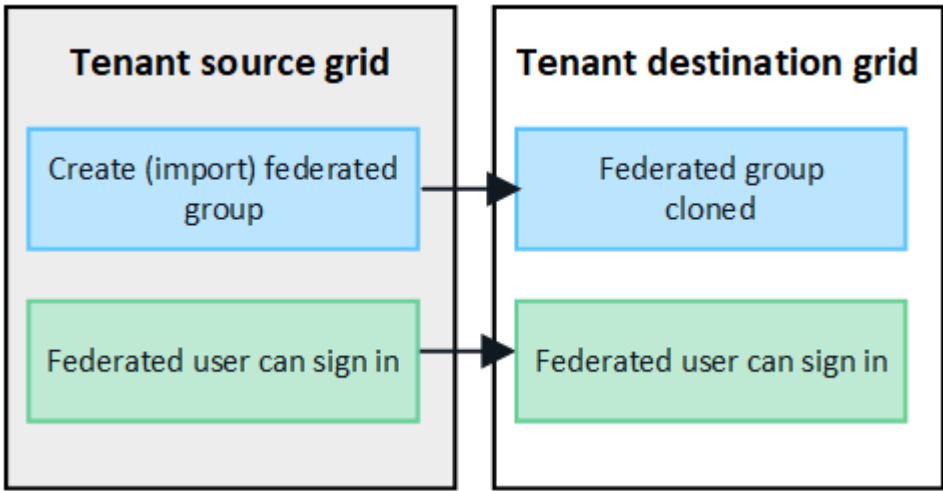 Tenant source grid
Create (import) federated
group
Federated user can sign in
Tenant destination grid
Federated group
cloned
Federated user can sign in